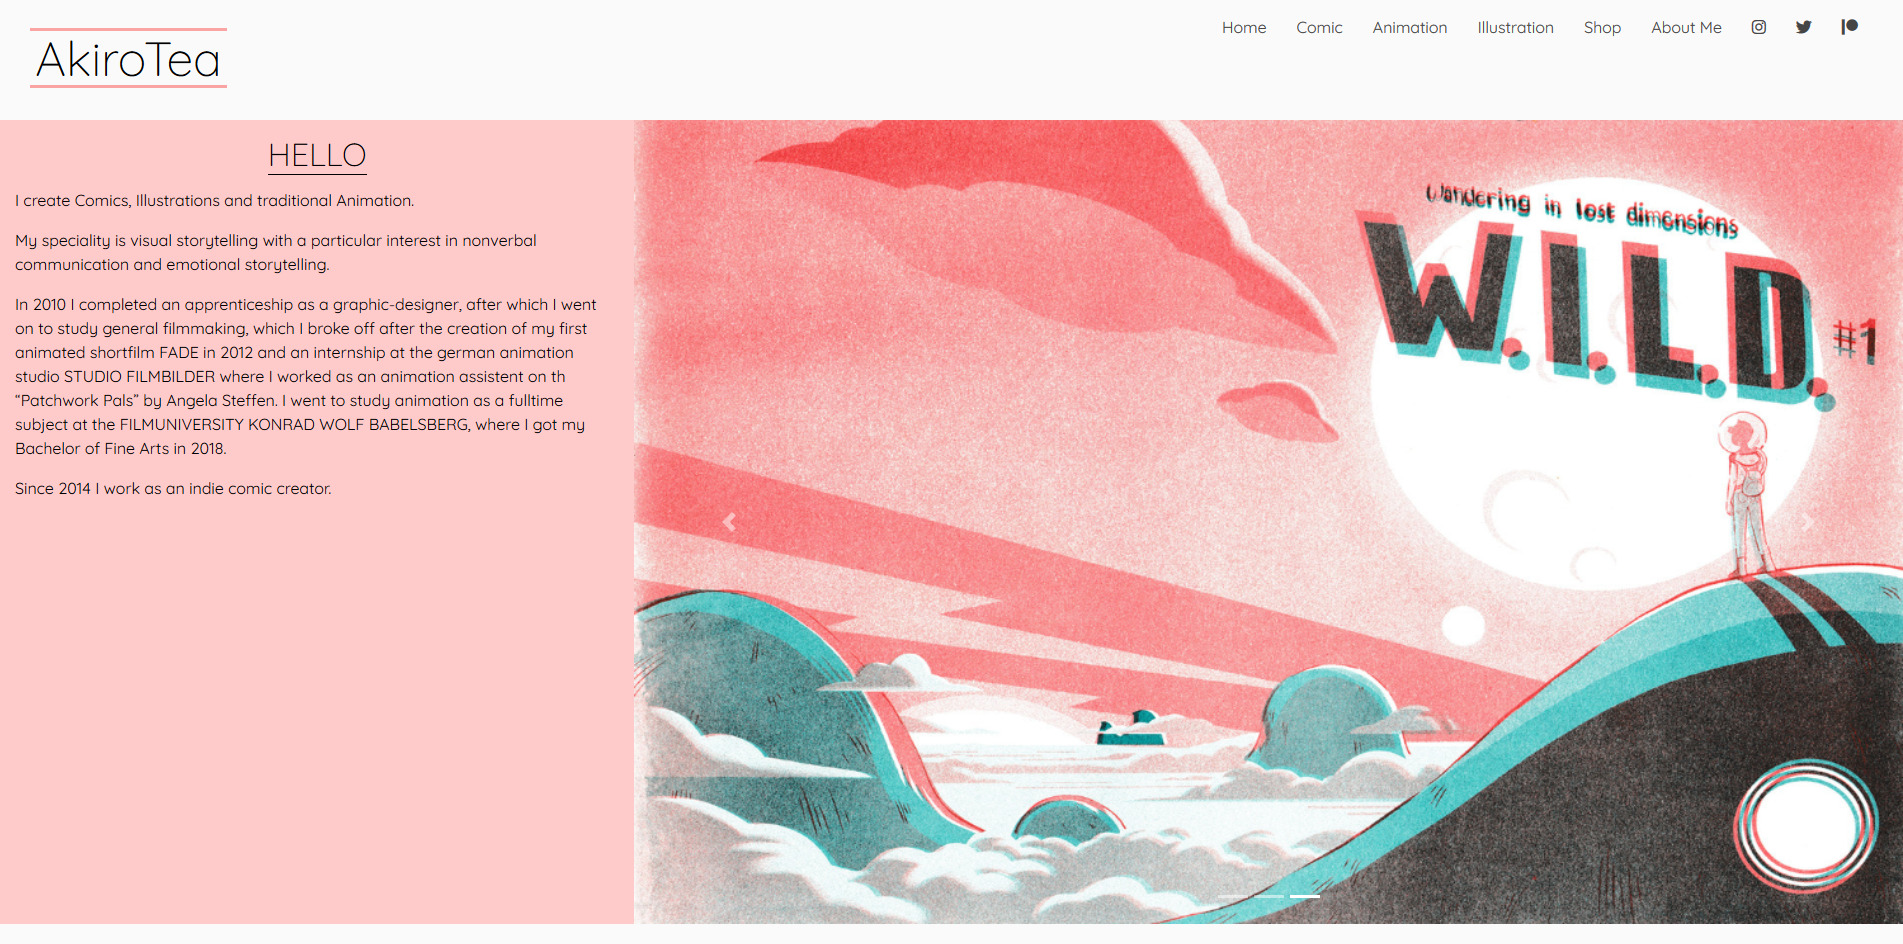 AkiroTea
Home Comic Animation Illustration Shop About Me
HELLO
I create Comics, Illustrations and traditional Animation.
My speciality is visual storytelling with a particular interest in nonverbal
communication and emotional storytelling.
In 2010 I completed an apprenticeship as a graphic-designer, after which I went
on to study general filmmaking, which I broke off after the creation of my first
animated shortfilm FADE in 2012 and an internship at the german animation
studio STUDIO FILMBILDER where I worked as an animation assistent on th
“Patchwork Pals” by Angela Steffen. I went to study animation as a fulltime
subject at the FILMUNIVERSITY KONRAD WOLF BABELSBERG, where I got my
Bachelor of Fine Arts in 2018.
Since 2014 I work as an indie comic creator.
Wandering in lost dimensions
W.I.L.D.
#1